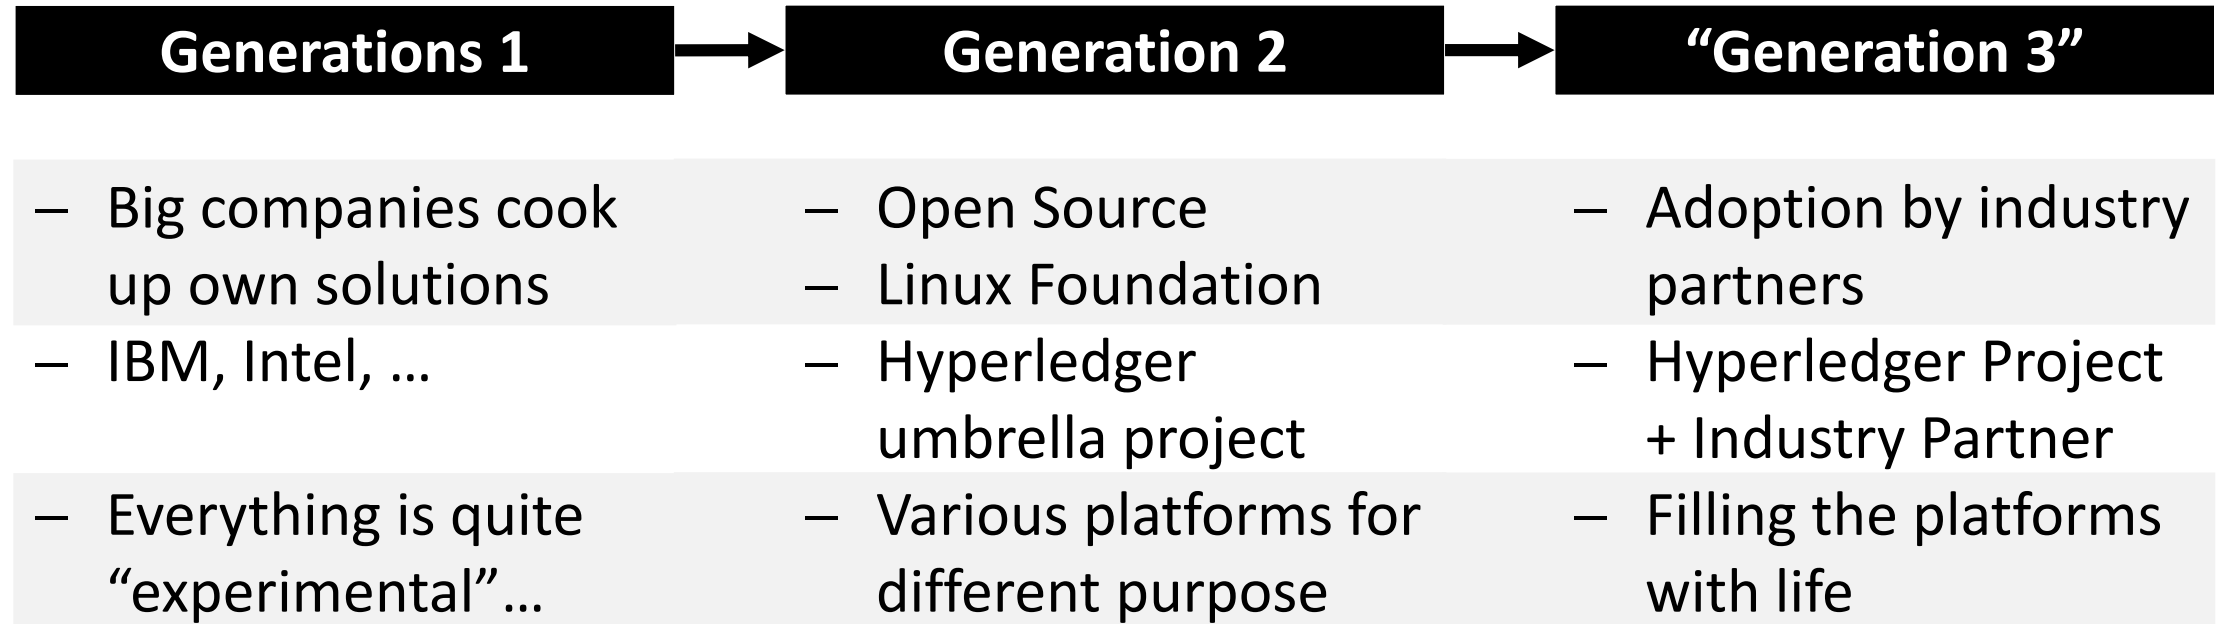 Generations 1
Generation 2
“Generation 3”
– Big companies cook
up own solutions
– IBM, Intel, …
– Everything is quite
“experimental”…
– Open Source
– Linux Foundation
– Hyperledger
umbrella project
– Various platforms for
different purpose
– Adoption by industry
partners
– Hyperledger Project
+ Industry Partner
– Filling the platforms
with life